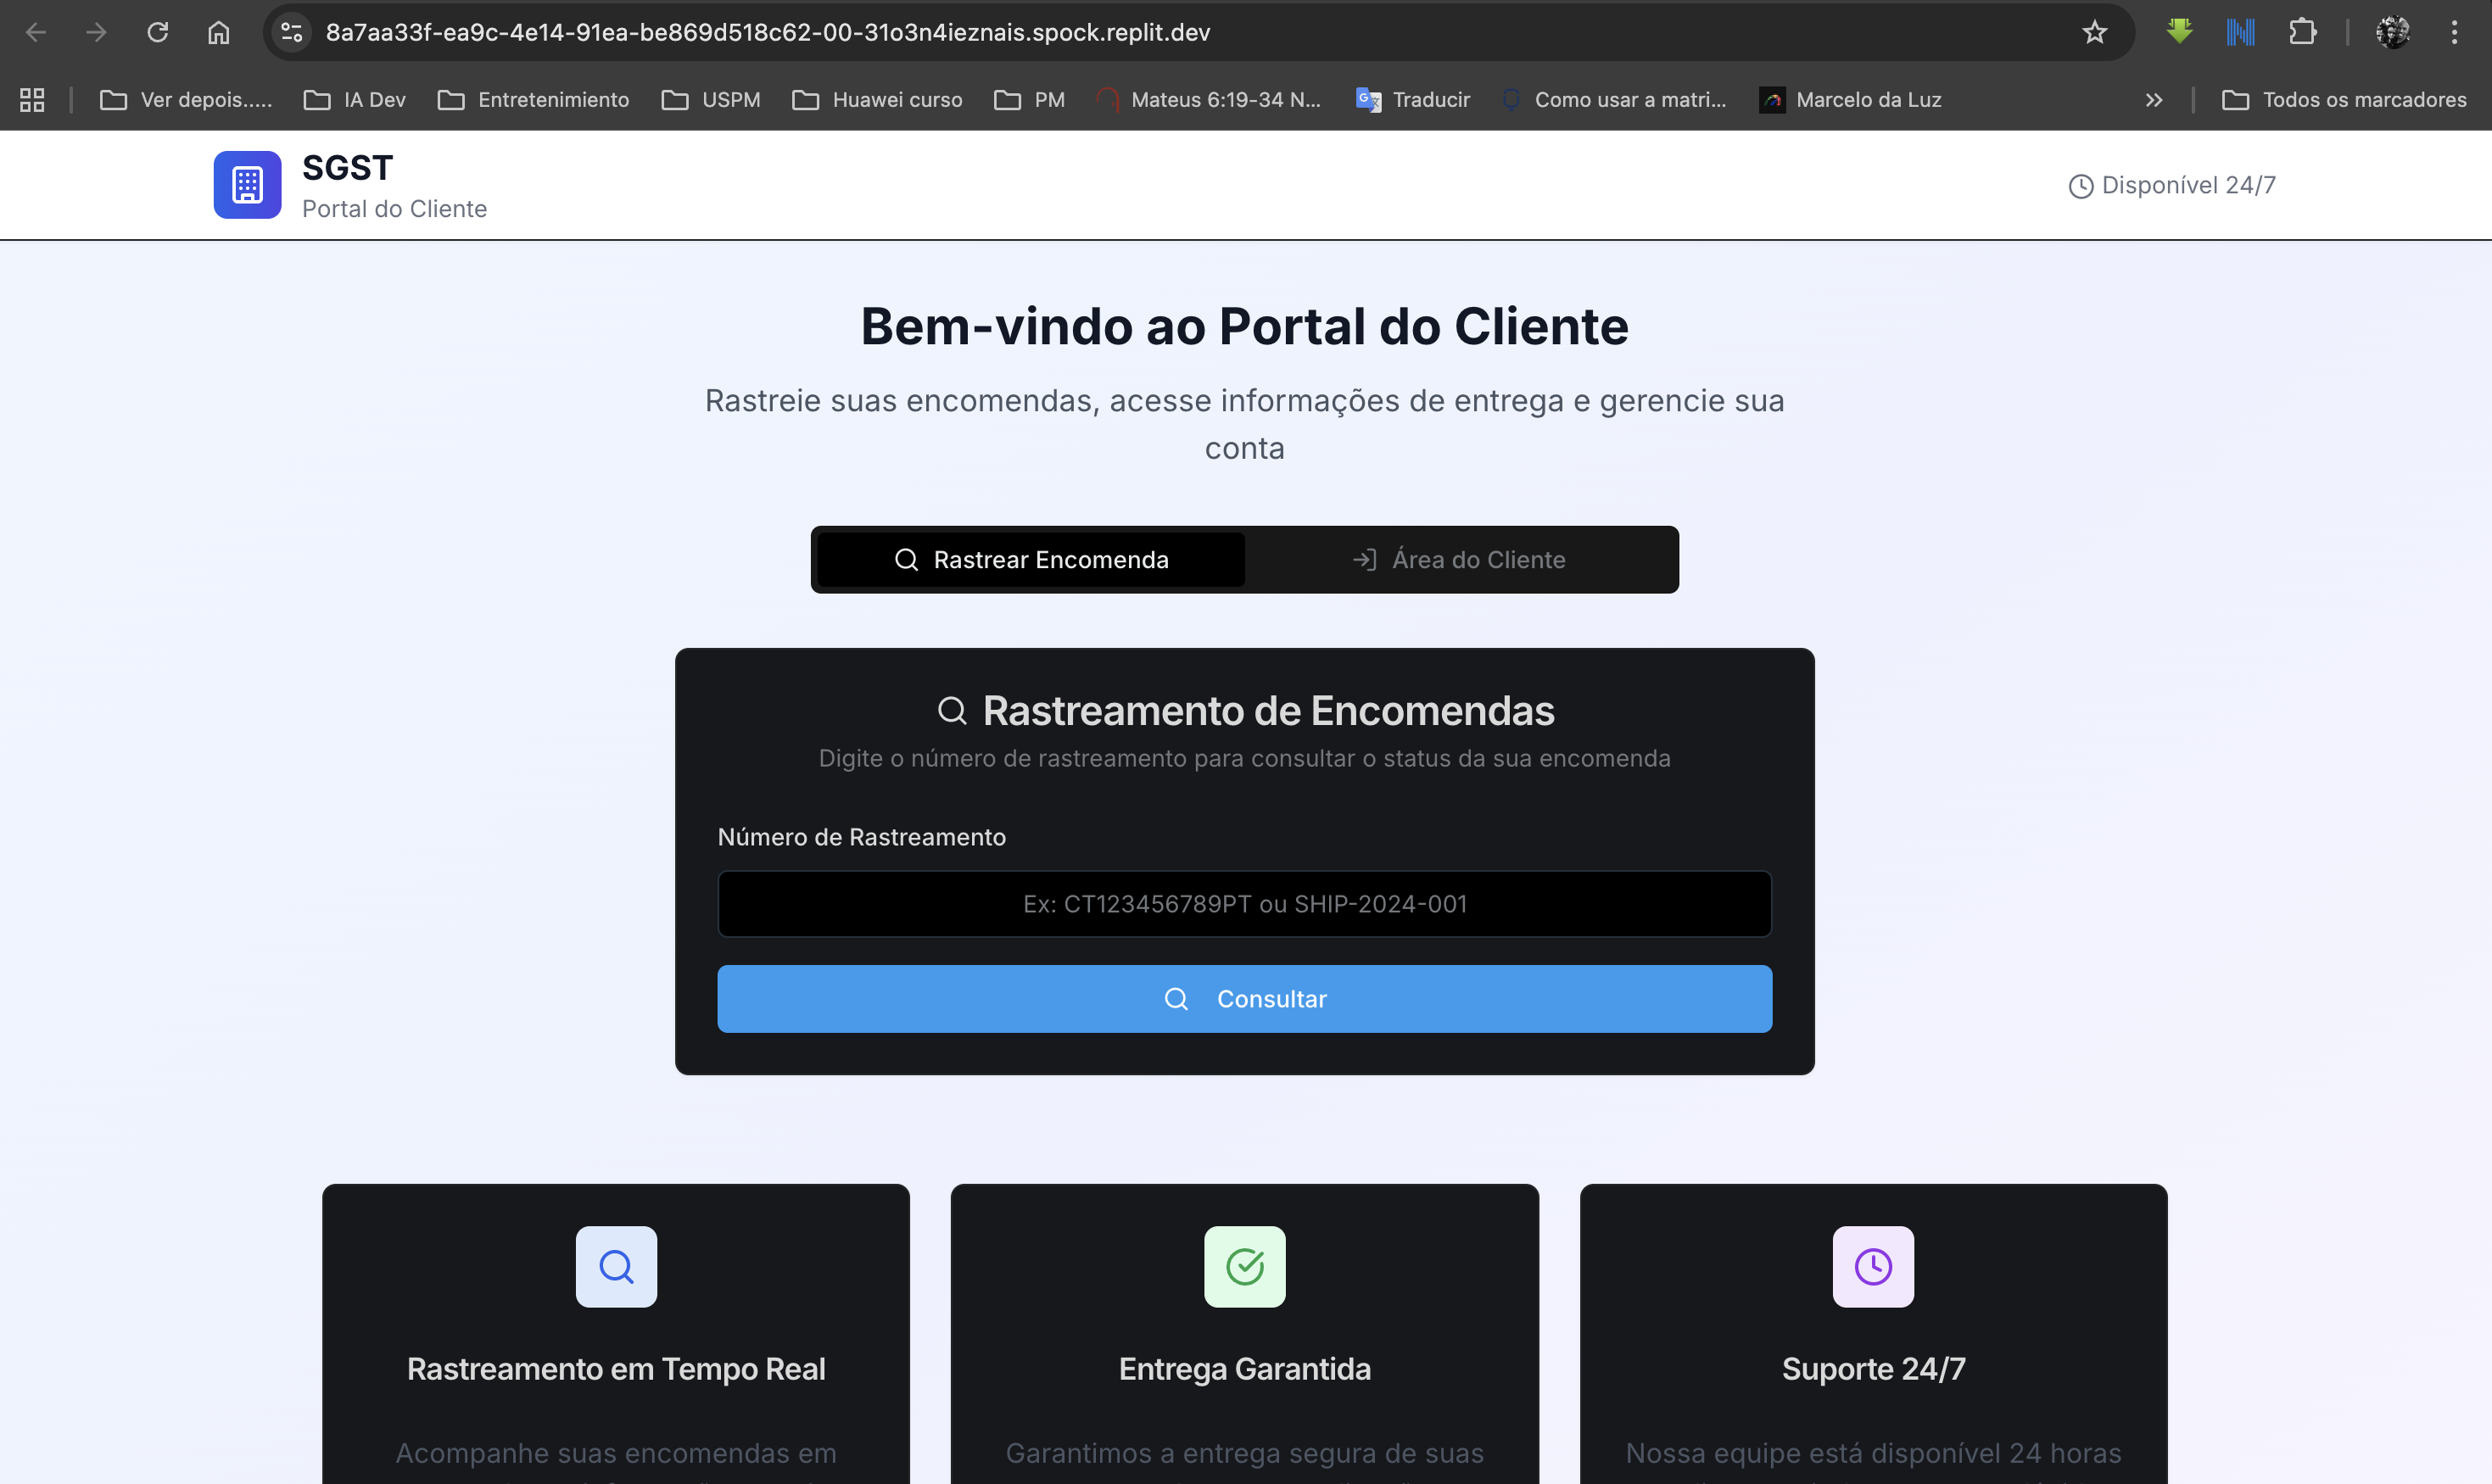 8a7aa33f-ea9c-4e14-91ea-be869d518c62-00-31o3n4ieznais.spock.replit.dev
Ver depois..... IA Dev Entretenimiento USPM Huawei curso PM Mateus 6:19-34 N... Traducir Como usar a matri... Marcelo da Luz Todos os marcadores
SGST
Portal do Cliente
Disponível 24/7
Bem-vindo ao Portal do Cliente
Rastreie suas encomendas, acesse informações de entrega e gerencie sua
conta
Rastrear Encomenda Área do Cliente
Rastreamento de Encomendas
Digite o número de rastreamento para consultar o status da sua encomenda
Número de Rastreamento
Ex: CT123456789PT ou SHIP-2024-001
Consultar
Rastreamento em Tempo Real
Acompanhe suas encomendas em
Entrega Garantida
Garantimos a entrega segura de suas
Suporte 24/7
Nossa equipe está disponível 24 horas